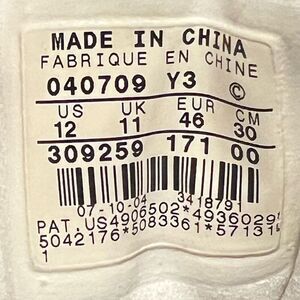 MADE IN CHINA
FABRIQUE EN CHINE
040709 Y3 ©
US UK EUR CM
12 11 46 30
309259 171 00
07-10-04 3418791
PAT.US4906502*4936029*
5042176*5083361*57131
1